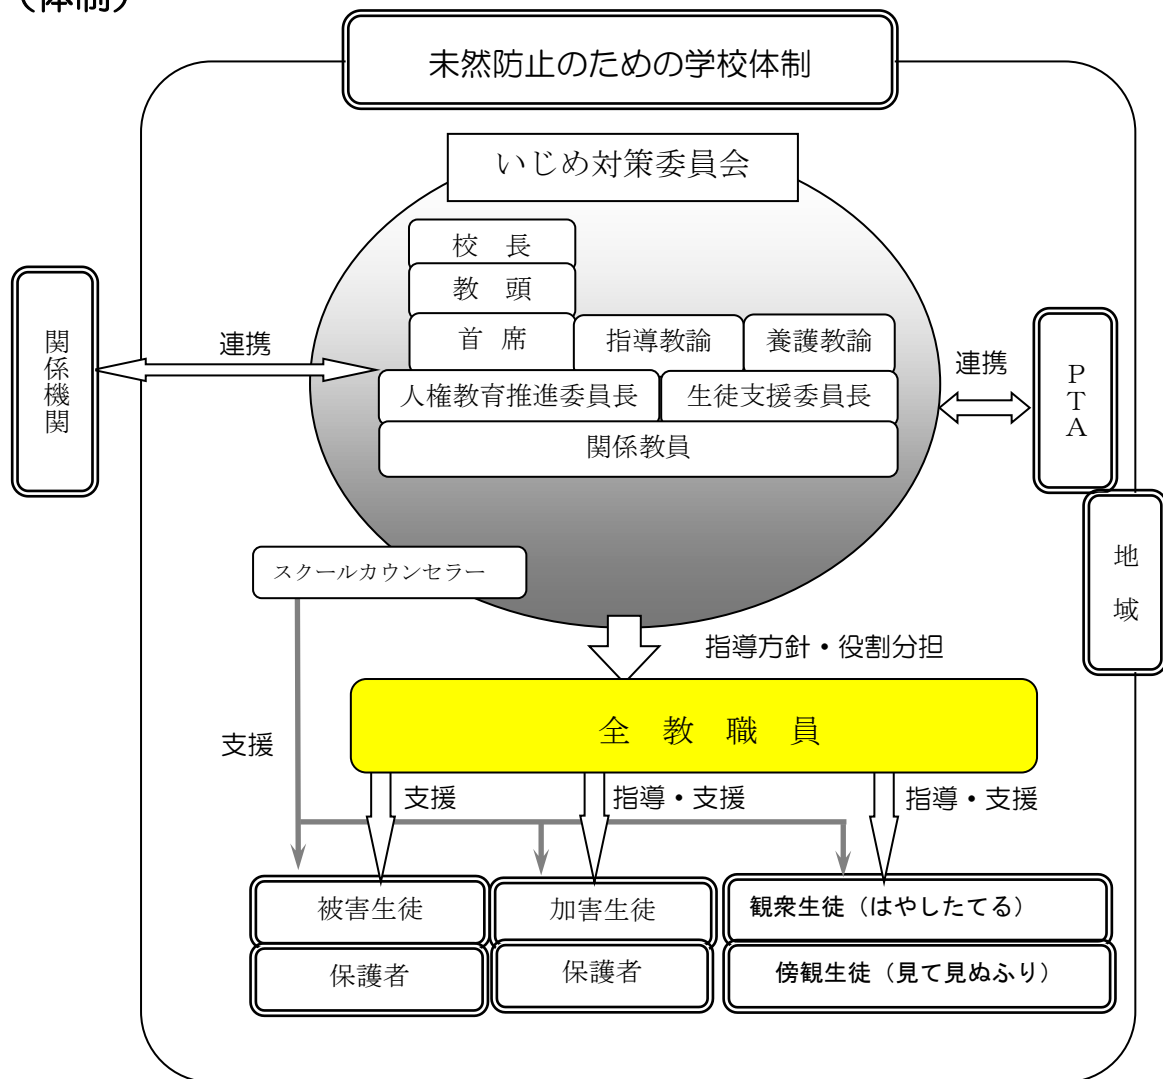 (体制)
未然防止のための学校体制
いじめ対策委員会
校 長
教 頭
首 席
指導教諭
養護教諭
人権教育推進委員長
生徒支援委員長
関係教員
関係機関
連携
連携
PTA
地域
スクールカウンセラー
指導方針・役割分担
全 教 職 員
支援
支援
指導・支援
指導・支援
被害生徒
加害生徒
観衆生徒(はやしたてる)
保護者
保護者
傍観生徒(見て見ぬふり)